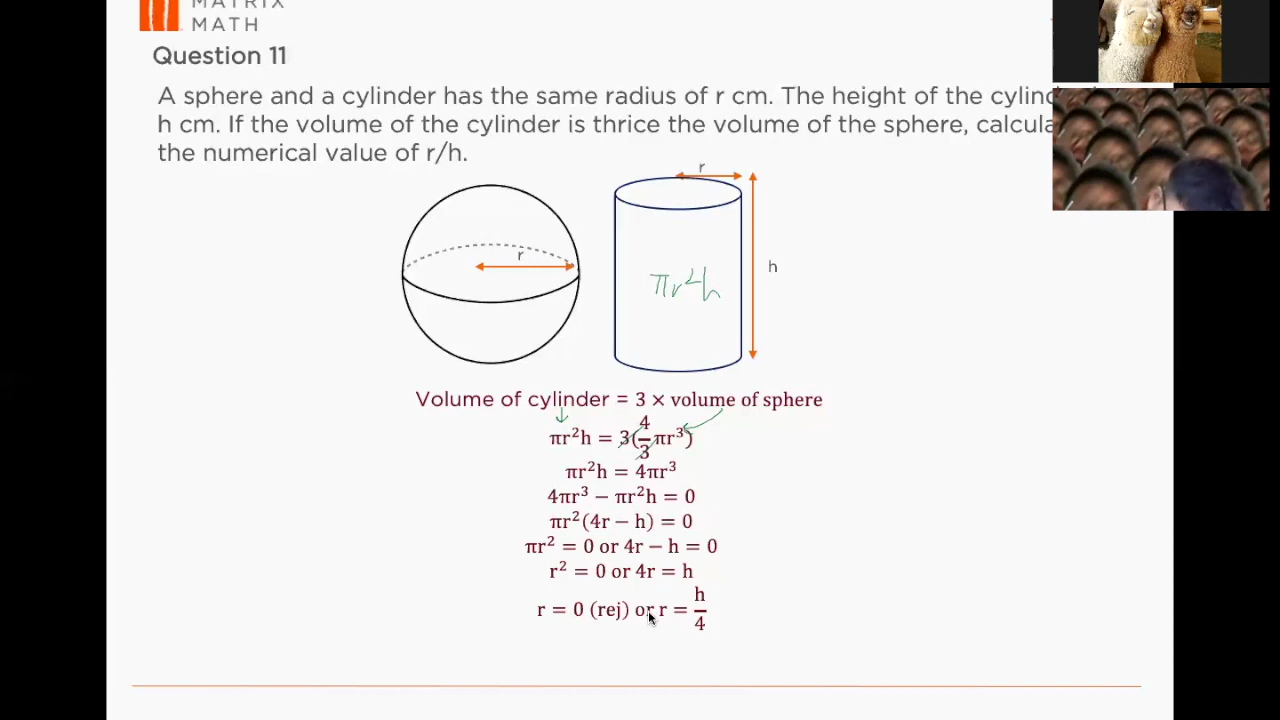 MATRIX
MATH
Question 11
A sphere and a cylinder has the same radius of r cm. The height of the cylind
h cm. If the volume of the cylinder is thrice the volume of the sphere, calcula
the numerical value of r/h.
r
r
h
πr²h
Volume of cylinder = 3 × volume of sphere
πr²h = 3(4/3 πr³)
πr²h = 4πr³
4πr³ − πr²h = 0
πr²(4r − h) = 0
πr² = 0 or 4r − h = 0
r² = 0 or 4r = h
r = 0 (rej) or r = h/4